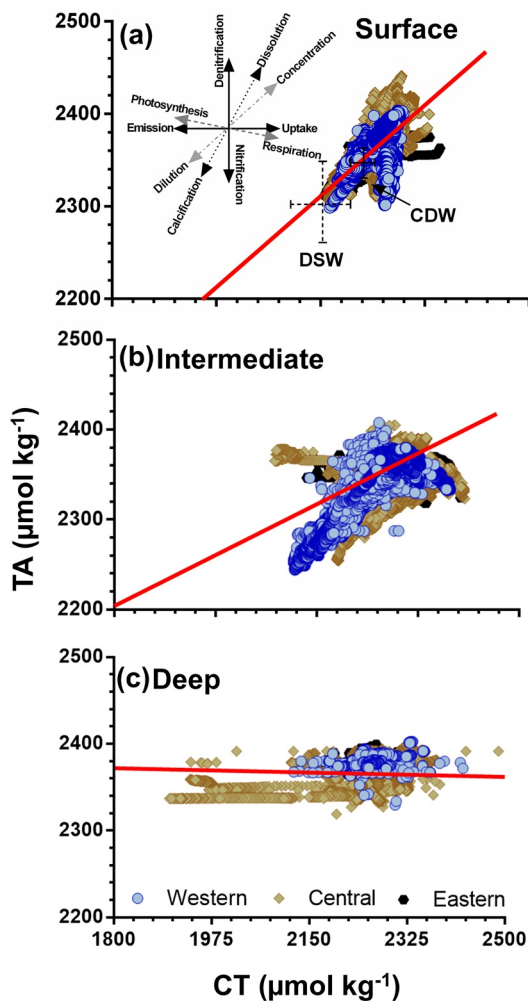 (a) Surface
Denitrification
Dissolution
Concentration
Photosynthesis
Emission
Uptake
Respiration
Dilution
Calcification
Nitrification
CDW
DSW
2500
2400
2300
2200
(b) Intermediate
2500
2400
2300
2200
TA (µmol kg⁻¹)
(c) Deep
2500
2400
2300
2200
Western Central Eastern
1800 1975 2150 2325 2500
CT (µmol kg⁻¹)